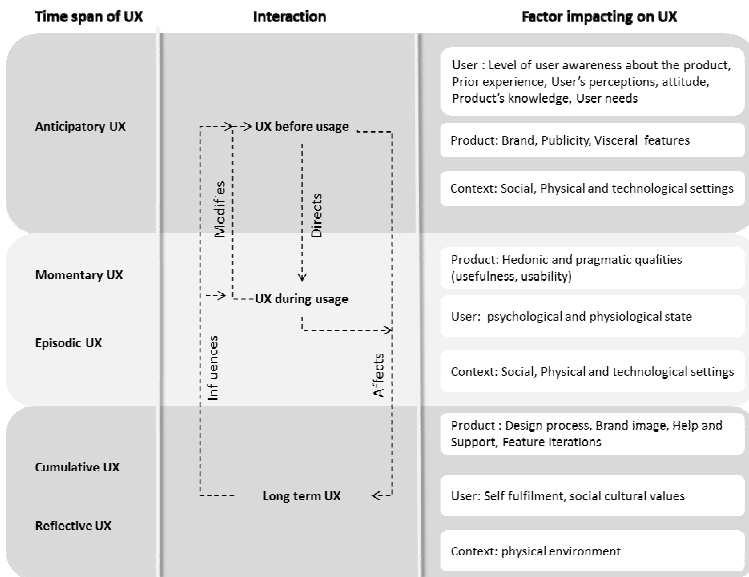 Time span of UX
Interaction
Factor impacting on UX
Anticipatory UX
UX before usage
Modifies
Directs
User : Level of user awareness about the product,
Prior experience, User's perceptions, attitude,
Product's knowledge, User needs
Product: Brand, Publicity, Visceral features
Context: Social, Physical and technological settings
Momentary UX
Episodic UX
UX during usage
Influences
Affects
Product: Hedonic and pragmatic qualities
(usefulness, usability)
User: psychological and physiological state
Context: Social, Physical and technological settings
Cumulative UX
Reflective UX
Long term UX
Product : Design process, Brand image, Help and
Support, Feature Iterations
User: Self fulfilment, social cultural values
Context: physical environment